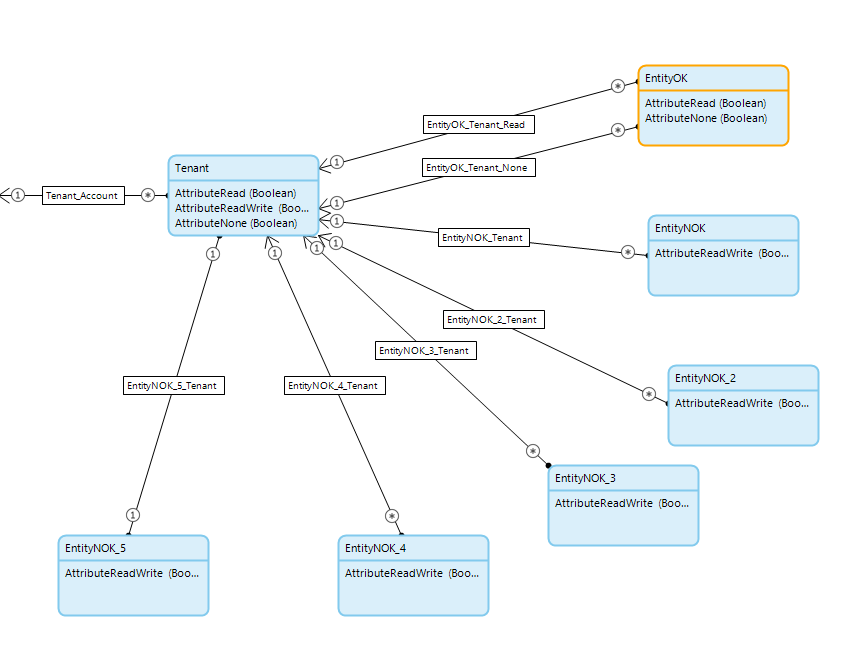 EntityOK
AttributeRead (Boolean)
AttributeNone (Boolean)
EntityOK_Tenant_Read
1
*
EntityOK_Tenant_None
1
*
Tenant
AttributeRead (Boolean)
AttributeReadWrite (Boo...
AttributeNone (Boolean)
1
Tenant_Account
*
1
EntityNOK_Tenant
*
EntityNOK
AttributeReadWrite (Boo...
1
EntityNOK_2_Tenant
*
EntityNOK_2
AttributeReadWrite (Boo...
1
EntityNOK_3_Tenant
*
EntityNOK_3
AttributeReadWrite (Boo...
1
EntityNOK_4_Tenant
*
EntityNOK_4
AttributeReadWrite (Boo...
1
EntityNOK_5_Tenant
1
EntityNOK_5
AttributeReadWrite (Boo...